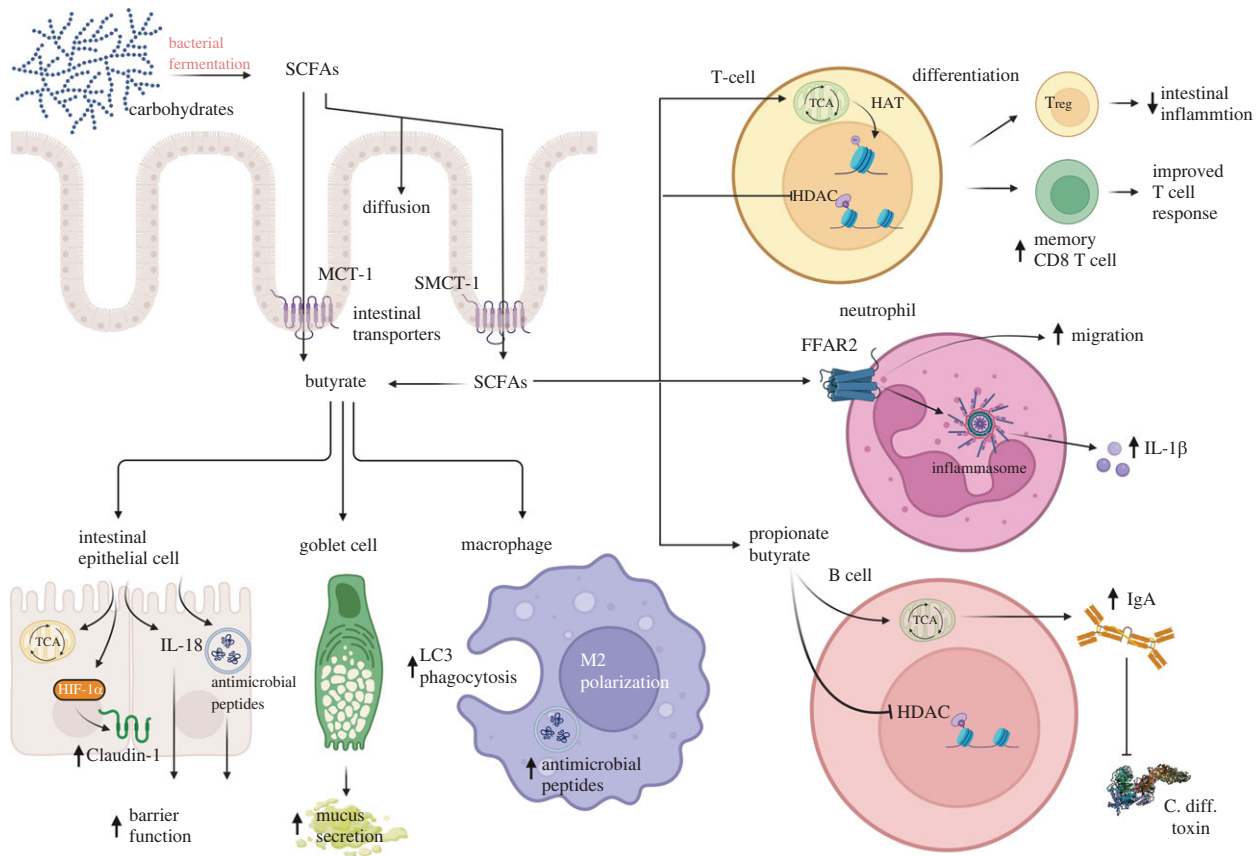 bacterial
fermentation
SCFAs
carbohydrates
diffusion
MCT-1
SMCT-1
intestinal
transporters
butyrate
SCFAs
T-cell
TCA
HAT
HDAC
differentiation
Treg
intestinal
inflammtion
improved
T cell
response
memory
CD8 T cell
neutrophil
FFAR2
migration
inflammasome
IL-1β
intestinal
epithelial cell
TCA
IL-18
HIF-1α
antimicrobial
peptides
Claudin-1
barrier
function
goblet cell
mucus
secretion
macrophage
LC3
phagocytosis
M2
polarization
antimicrobial
peptides
propionate
butyrate
B cell
TCA
HDAC
IgA
C. diff.
toxin